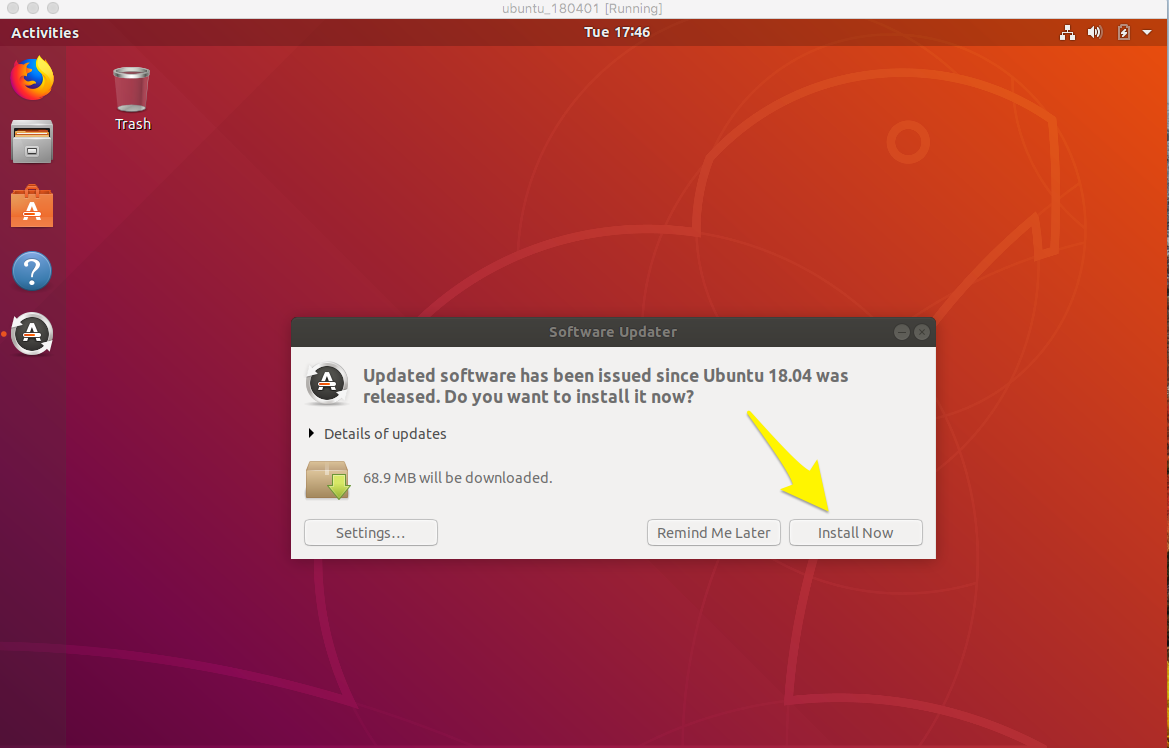 ubuntu_180401 [Running]
Activities
Tue 17:46
Trash
Software Updater
Updated software has been issued since Ubuntu 18.04 was
released. Do you want to install it now?
Details of updates
68.9 MB will be downloaded.
Settings…
Remind Me Later
Install Now